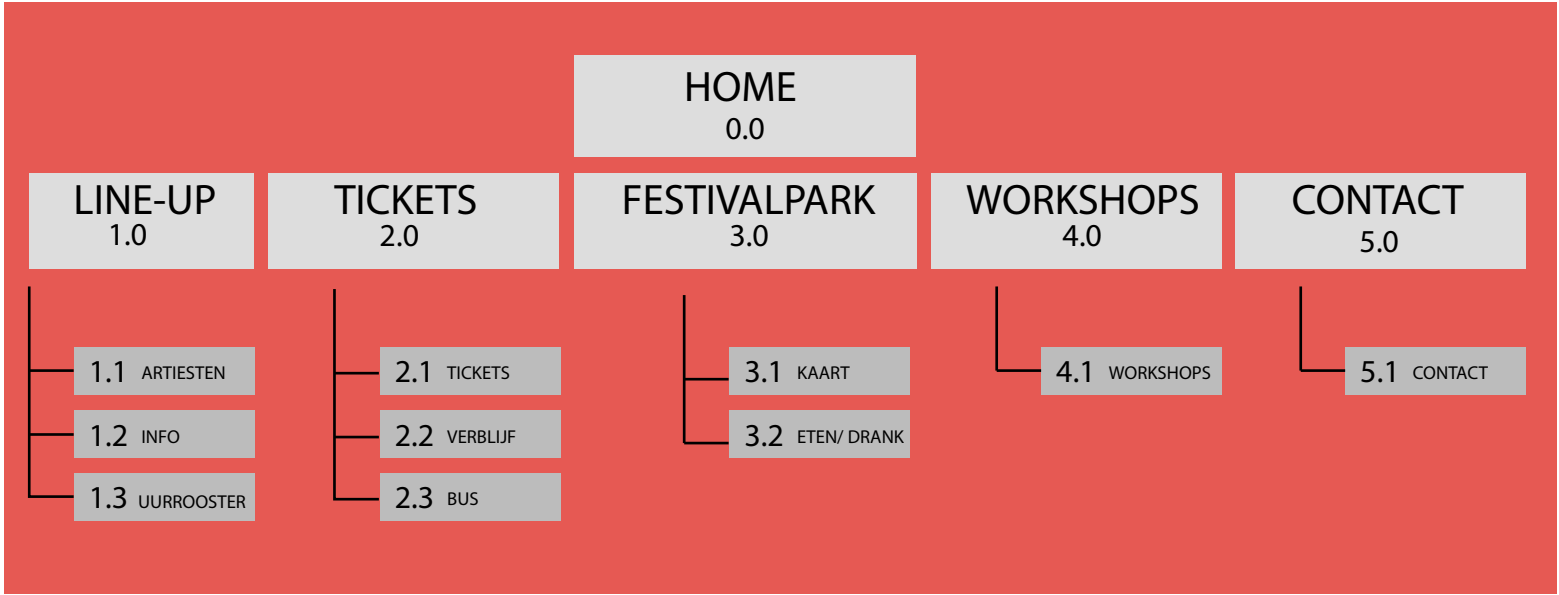 HOME
0.0
LINE-UP
1.0
TICKETS
2.0
FESTIVALPARK
3.0
WORKSHOPS
4.0
CONTACT
5.0
1.1 ARTIESTEN
1.2 INFO
1.3 UURROOSTER
2.1 TICKETS
2.2 VERBLIJF
2.3 BUS
3.1 KAART
3.2 ETEN/ DRANK
4.1 WORKSHOPS
5.1 CONTACT